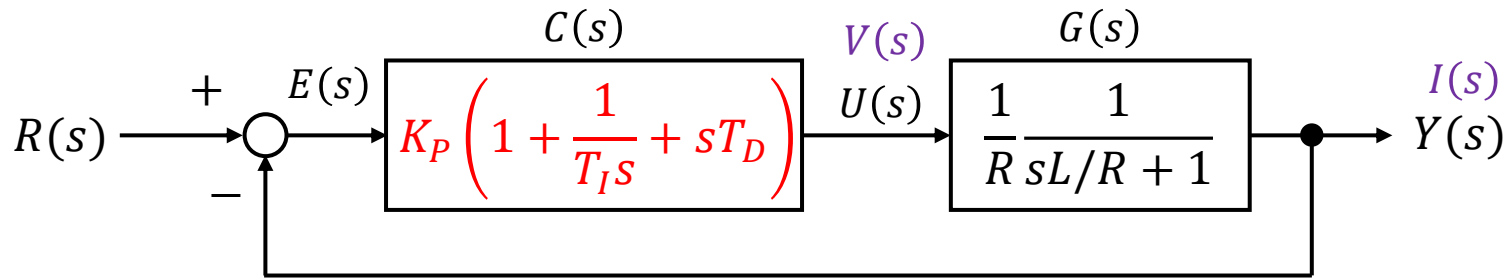 C(s)
V(s)
G(s)
I(s)
+
E(s)
K_P (1 + 1/(T_I s) + sT_D)
U(s)
1/R 1/(sL/R + 1)
R(s)
Y(s)
−